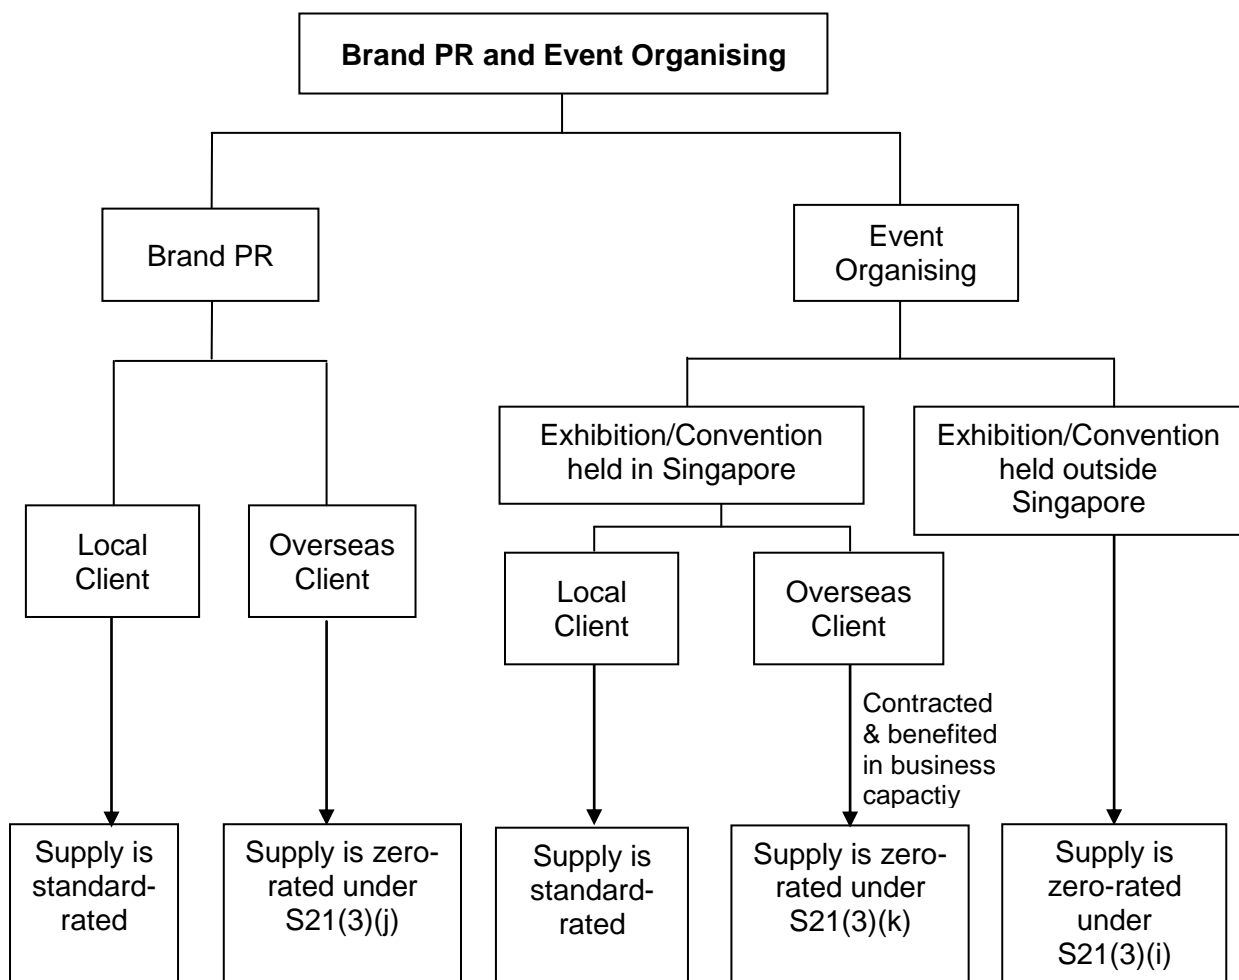 Brand PR and Event Organising
Brand PR
Event
Organising
Exhibition/Convention
held in Singapore
Exhibition/Convention
held outside
Singapore
Local
Client
Overseas
Client
Local
Client
Overseas
Client
Contracted
& benefited
in business
capactiy
Supply is
standard-
rated
Supply is zero-
rated under
S21(3)(j)
Supply is
standard-
rated
Supply is zero-
rated under
S21(3)(k)
Supply is
zero-rated
under
S21(3)(i)